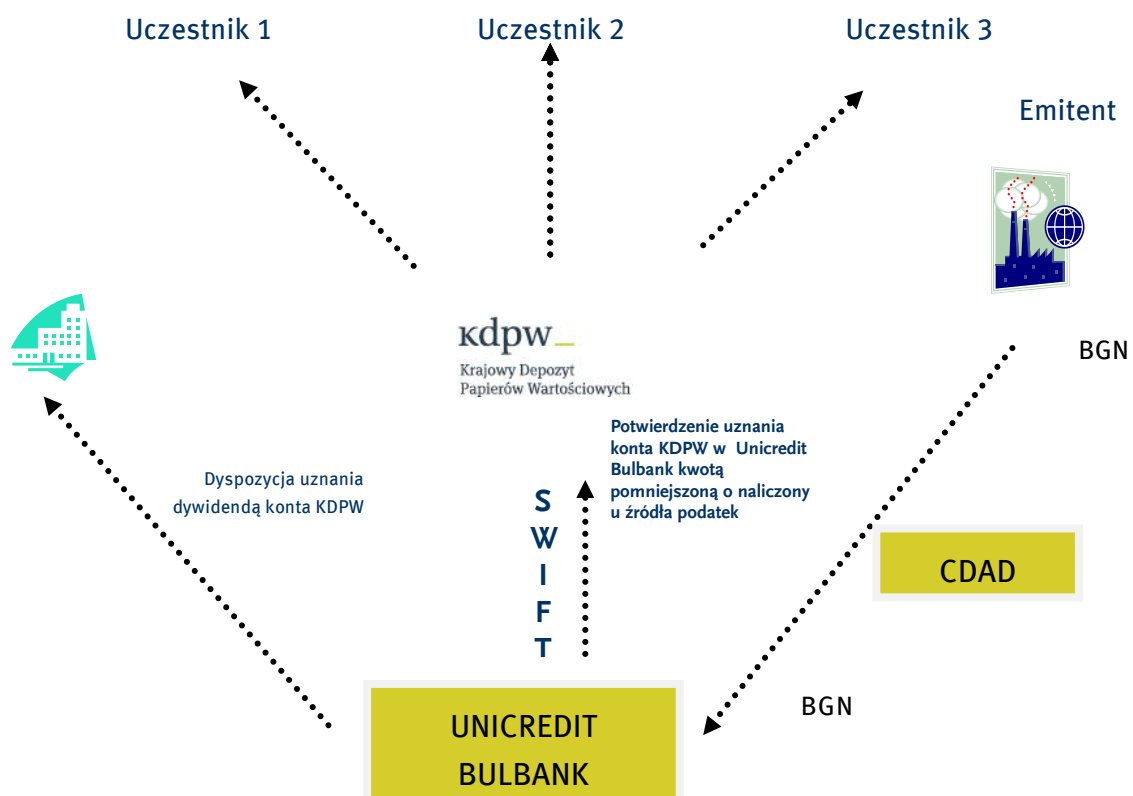 Uczestnik 1
Uczestnik 2
Uczestnik 3
Emitent
kdpw_
Krajowy Depozyt
Papierów Wartościowych
BGN
Potwierdzenie uznania
konta KDPW w Unicredit
Bulbank kwotą
pomniejszoną o naliczony
u źródła podatek
Dyspozycja uznania
dywidendą konta KDPW
S
W
I
F
T
CDAD
BGN
UNICREDIT
BULBANK